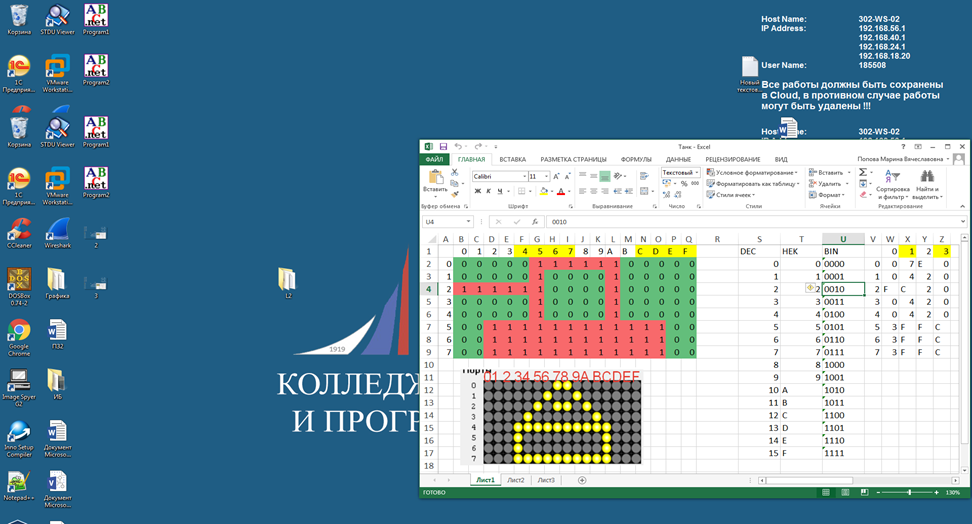 Корзина
STDU Viewer
Program1
1C
Предприя...
VMware
Workstati...
Program2
Корзина
STDU Viewer
Program1
1C
Предприя...
VMware
Workstati...
Program2
CCleaner
Wireshark
2
DOSBox
0.74-2
Графика
3
L2
Google
Chrome
ПЗ2
ImageSpyer
G2
ИБ
Inno Setup
Compiler
Документ
Microso...
Notepad++
Документ
Microso...
1919
КОЛЛЕДЖ
И ПРОГР
Host Name: 302-WS-02
IP Address: 192.168.56.1
192.168.40.1
192.168.24.1
192.168.18.20
User Name: 185508
Новый
текстов...
Все работы должны быть сохранены
в Cloud, в противном случае работы
могут быть удалены !!!
302-WS-02
Танк - Excel
ФАЙЛ ГЛАВНАЯ ВСТАВКА РАЗМЕТКА СТРАНИЦЫ ФОРМУЛЫ ДАННЫЕ РЕЦЕНЗИРОВАНИЕ ВИД Попова Марина Вячеславовна
Вставить Calibri 11 Ж К Ч Текстовый % 000
Условное форматирование
Форматировать как таблицу
Стили ячеек
Вставить
Удалить
Формат
Сортировка
и фильтр
Найти и
выделить
Буфер обмена Шрифт Выравнивание Число Стили Ячейки Редактирование
U4 fx 0010
A B C D E F G H I J K L M N O P Q R S T U V W X Y Z
1 0 1 2 3 4 5 6 7 8 9 A B C D E F DEC HEK BIN 0 1 2 3
2 0 0 0 0 0 0 1 1 1 1 1 1 0 0 0 0 0 0 0 0000 0 0 7 E 0
3 1 0 0 0 0 0 1 0 0 0 0 1 0 0 0 0 0 1 1 0001 1 0 4 2 0
4 2 1 1 1 1 1 1 0 0 0 0 1 0 0 0 0 0 2 2 0010 2 F C 2 0
5 3 0 0 0 0 0 1 0 0 0 0 1 0 0 0 0 0 3 3 0011 3 0 4 2 0
6 4 0 0 0 0 0 1 0 0 0 0 1 0 0 0 0 0 4 4 0100 4 0 4 2 0
7 5 0 0 1 1 1 1 1 1 1 1 1 1 1 1 0 0 5 5 0101 5 3 F F C
8 6 0 0 1 1 1 1 1 1 1 1 1 1 1 1 0 0 6 6 0110 6 3 F F C
9 7 0 0 1 1 1 1 1 1 1 1 1 1 1 1 0 0 7 7 0111 7 3 F F C
10 8 8 1000
11 01 23 45 67 89A BCDEF 9 9 1001
12 0 10 A 1010
13 1 11 B 1011
14 2 12 C 1100
15 3 13 D 1101
16 4 14 E 1110
17 5 15 F 1111
18 6
7
Лист1 Лист2 Лист3
ГОТОВО 130%